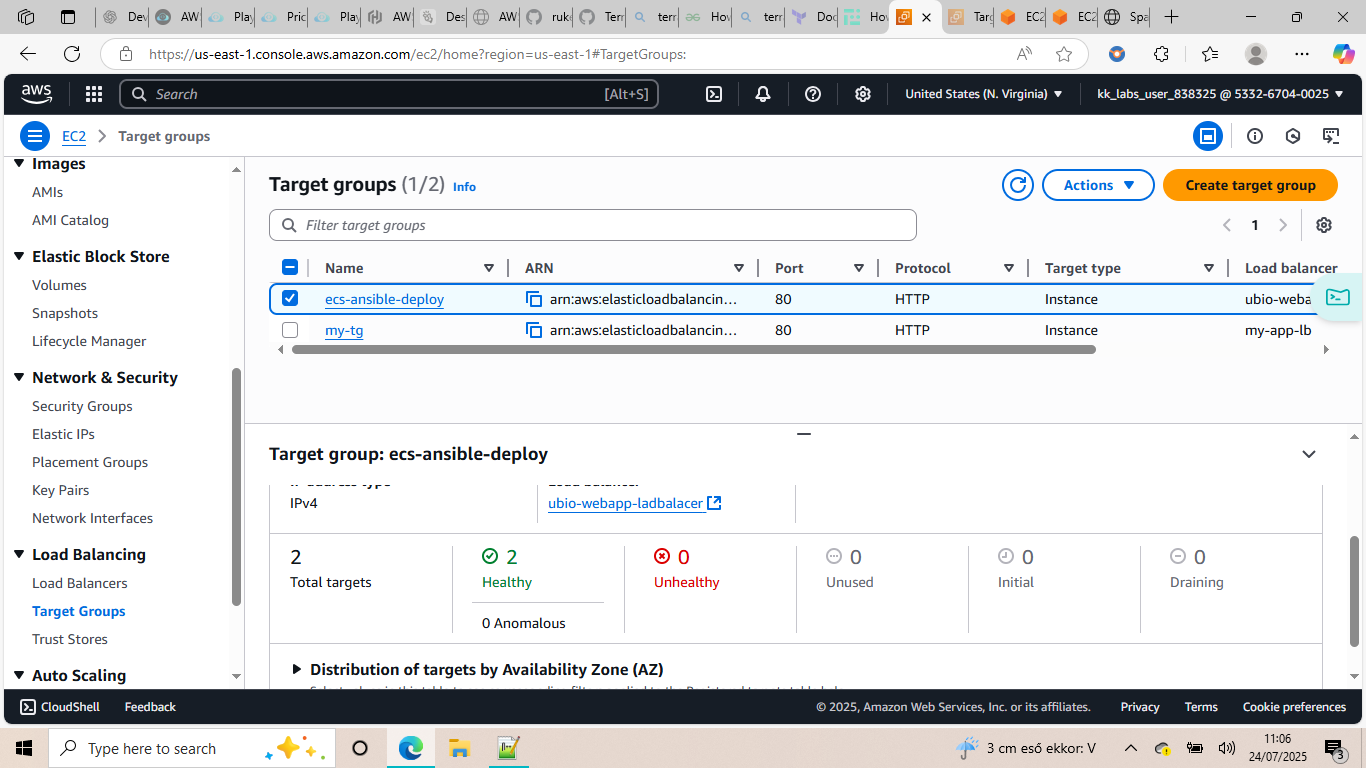 Dev
AW
Play
Pric
Play
AW
Des
AW
ruk
Terr
terr
Hov
terr
Doc
Hov
Targ
EC2
EC2
Spa
https://us-east-1.console.aws.amazon.com/ec2/home?region=us-east-1#TargetGroups:
aws
Search [Alt+S]
United States (N. Virginia)
kk_labs_user_838325 @ 5332-6704-0025
EC2 > Target groups
Images
AMIs
AMI Catalog
Elastic Block Store
Volumes
Snapshots
Lifecycle Manager
Network & Security
Security Groups
Elastic IPs
Placement Groups
Key Pairs
Network Interfaces
Load Balancing
Load Balancers
Target Groups
Trust Stores
Auto Scaling
Target groups (1/2) Info
Actions
Create target group
Filter target groups
1
Name ARN Port Protocol Target type Load balancer
ecs-ansible-deploy arn:aws:elasticloadbalancin... 80 HTTP Instance ubio-weba
my-tg arn:aws:elasticloadbalancin... 80 HTTP Instance my-app-lb
Target group: ecs-ansible-deploy
IPv4
ubio-webapp-ladbalacer
2 2 0 0 0 0
Total targets Healthy Unhealthy Unused Initial Draining
0 Anomalous
Distribution of targets by Availability Zone (AZ)
CloudShell Feedback © 2025, Amazon Web Services, Inc. or its affiliates. Privacy Terms Cookie preferences
Type here to search
3 cm eső ekkor: V
11:06
24/07/2025
3